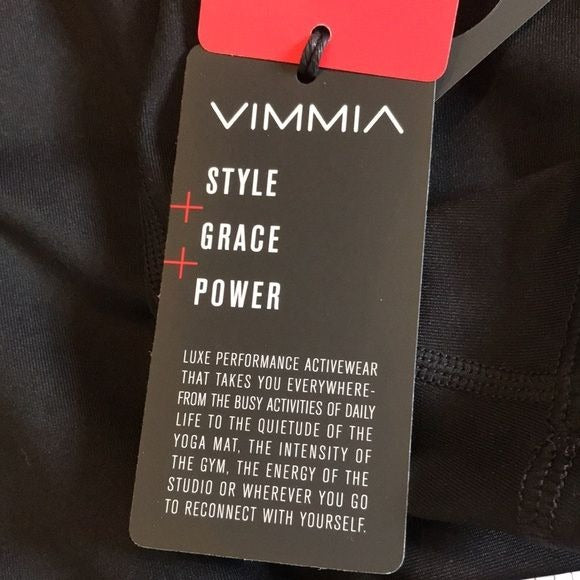 VIMMIA
STYLE
+
GRACE
+
POWER
LUXE PERFORMANCE ACTIVEWEAR
THAT TAKES YOU EVERYWHERE-
FROM THE BUSY ACTIVITIES OF DAILY
LIFE TO THE QUIETUDE OF THE
YOGA MAT, THE INTENSITY OF
THE GYM, THE ENERGY OF THE
STUDIO OR WHEREVER YOU GO
TO RECONNECT WITH YOURSELF.